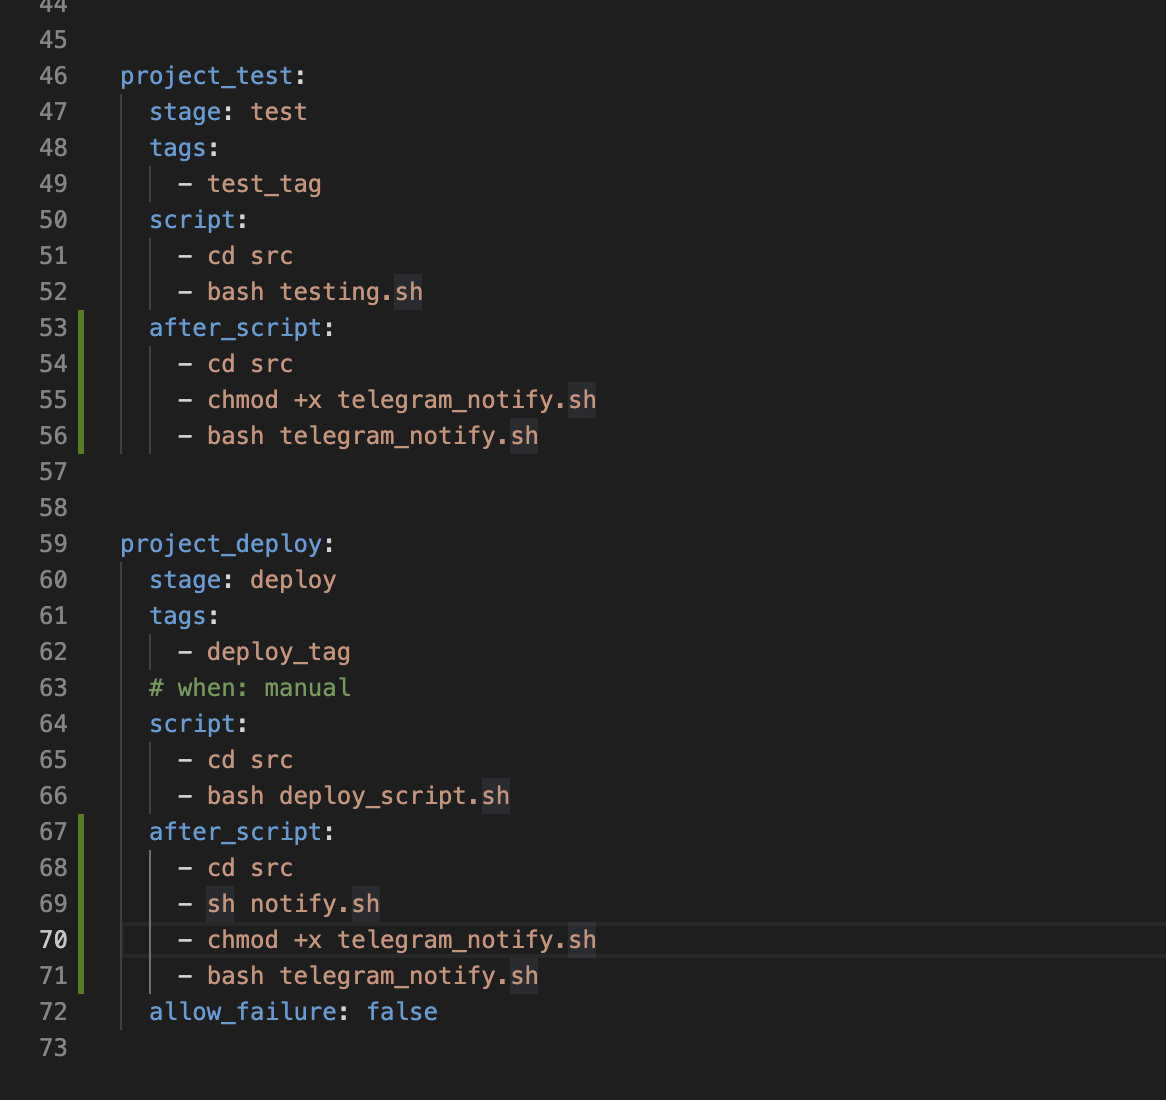 44
45
46 project_test:
47   stage: test
48   tags:
49     - test_tag
50   script:
51     - cd src
52     - bash testing.sh
53   after_script:
54     - cd src
55     - chmod +x telegram_notify.sh
56     - bash telegram_notify.sh
57
58
59 project_deploy:
60   stage: deploy
61   tags:
62     - deploy_tag
63   # when: manual
64   script:
65     - cd src
66     - bash deploy_script.sh
67   after_script:
68     - cd src
69     - sh notify.sh
70     - chmod +x telegram_notify.sh
71     - bash telegram_notify.sh
72   allow_failure: false
73